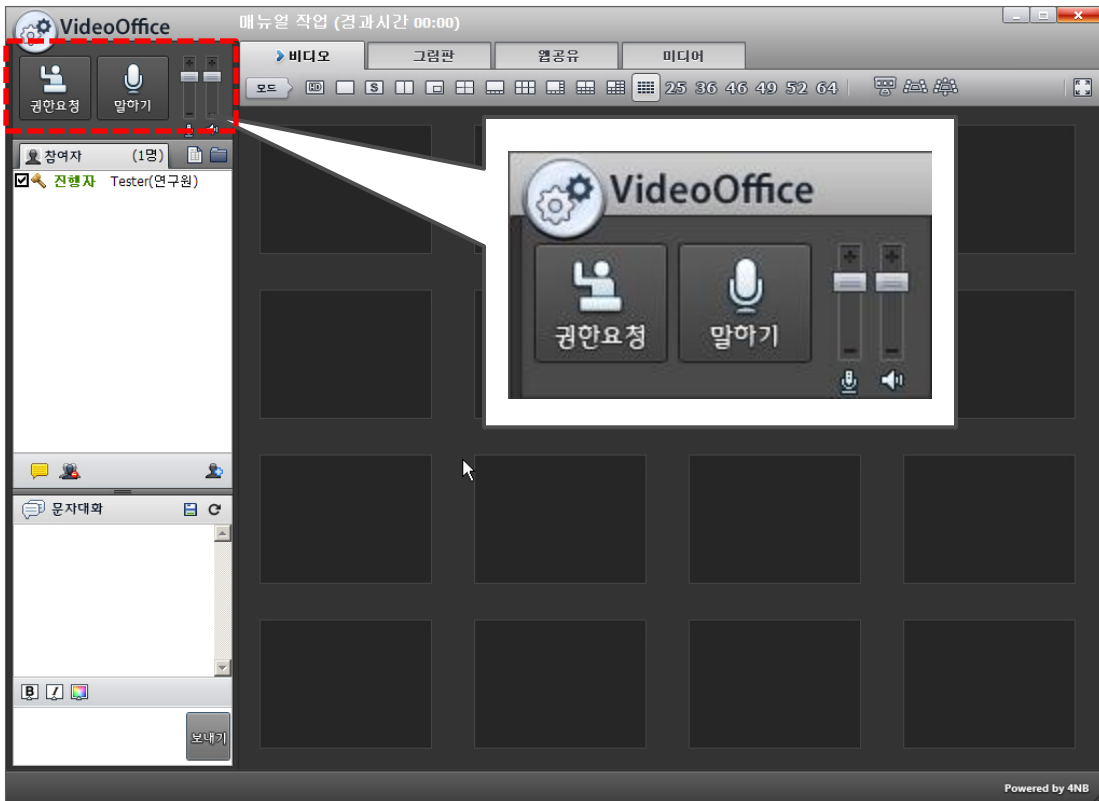 VideoOffice
매뉴얼 작업 (경과시간 00:00)
비디오
그림판
웹공유
미디어
권한요청
말하기
모드
HD
S
25 36 46 49 52 64
참여자 (1명)
진행자 Tester(연구원)
VideoOffice
권한요청
말하기
문자대화
B I
보내기
Powered by 4NB